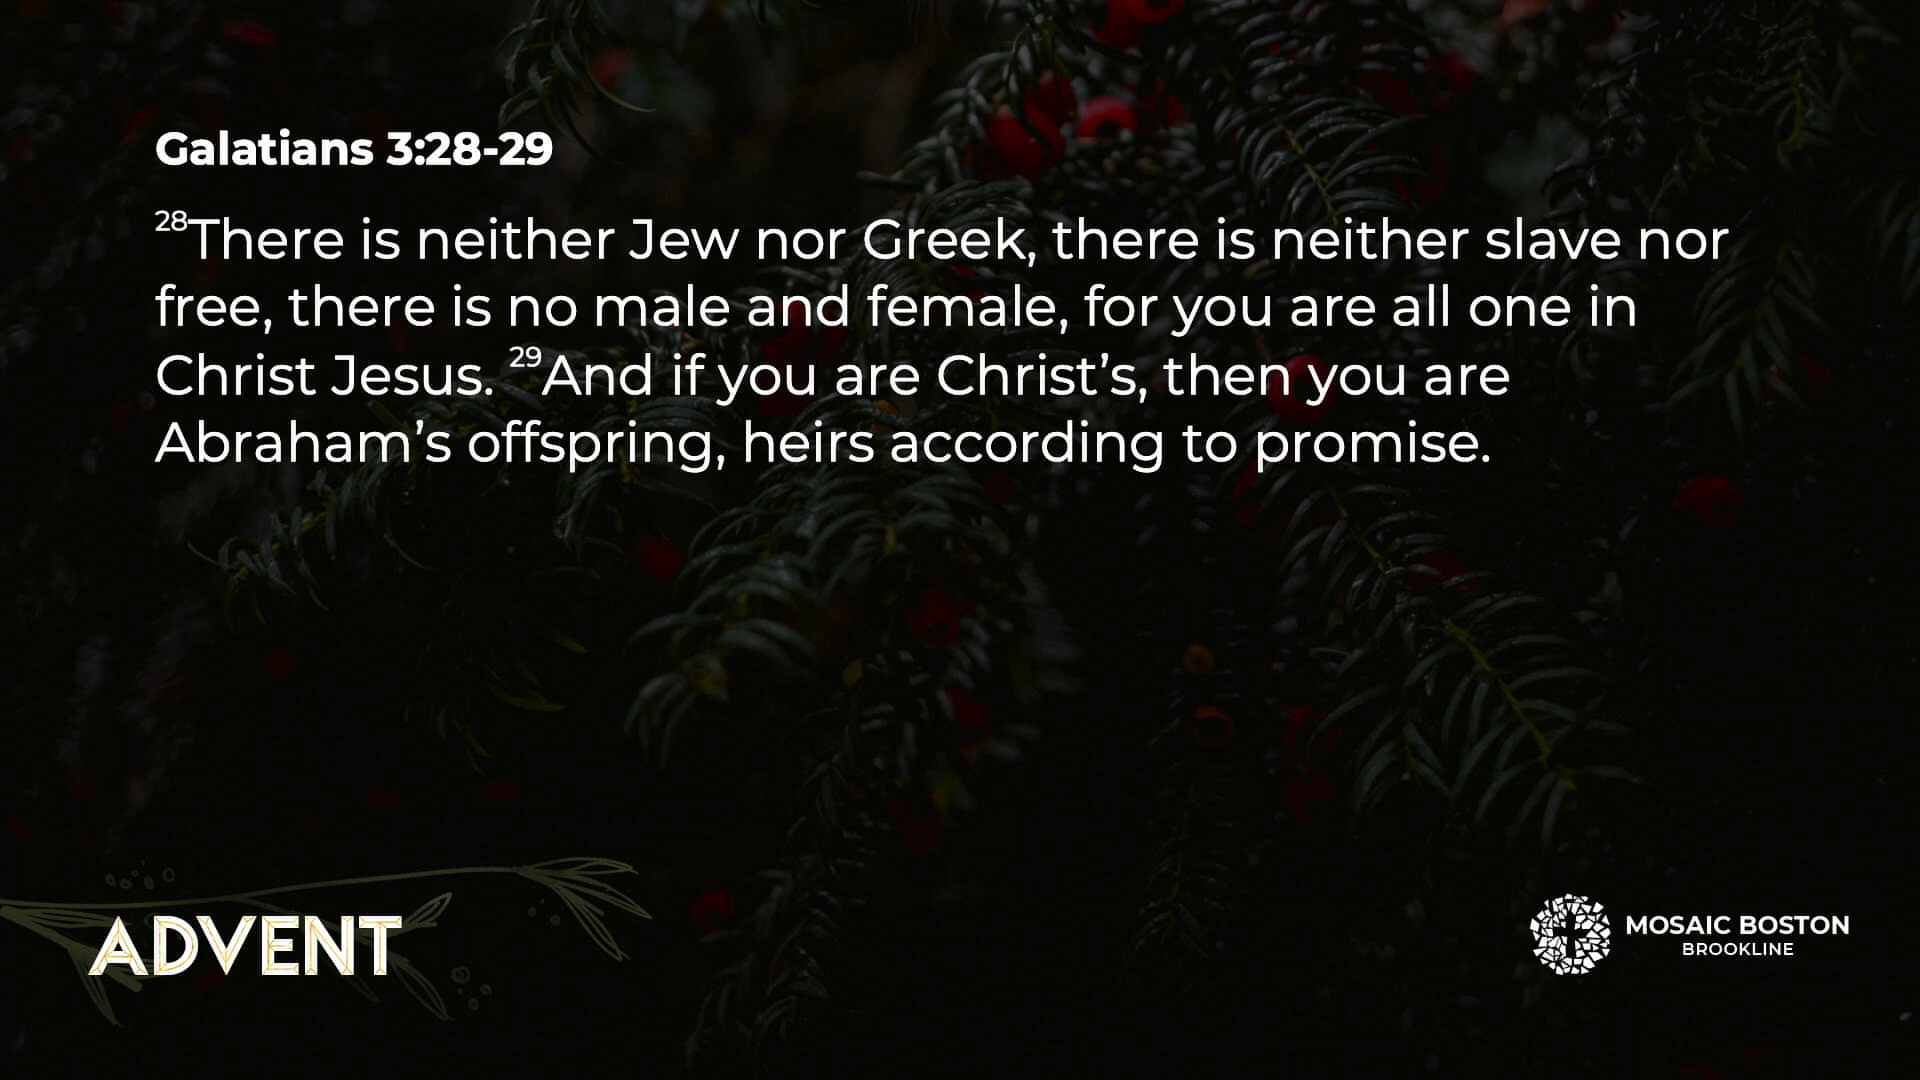 Galatians 3:28-29
28There is neither Jew nor Greek, there is neither slave nor
free, there is no male and female, for you are all one in
Christ Jesus. 29And if you are Christ’s, then you are
Abraham’s offspring, heirs according to promise.
ADVENT
MOSAIC BOSTON
BROOKLINE